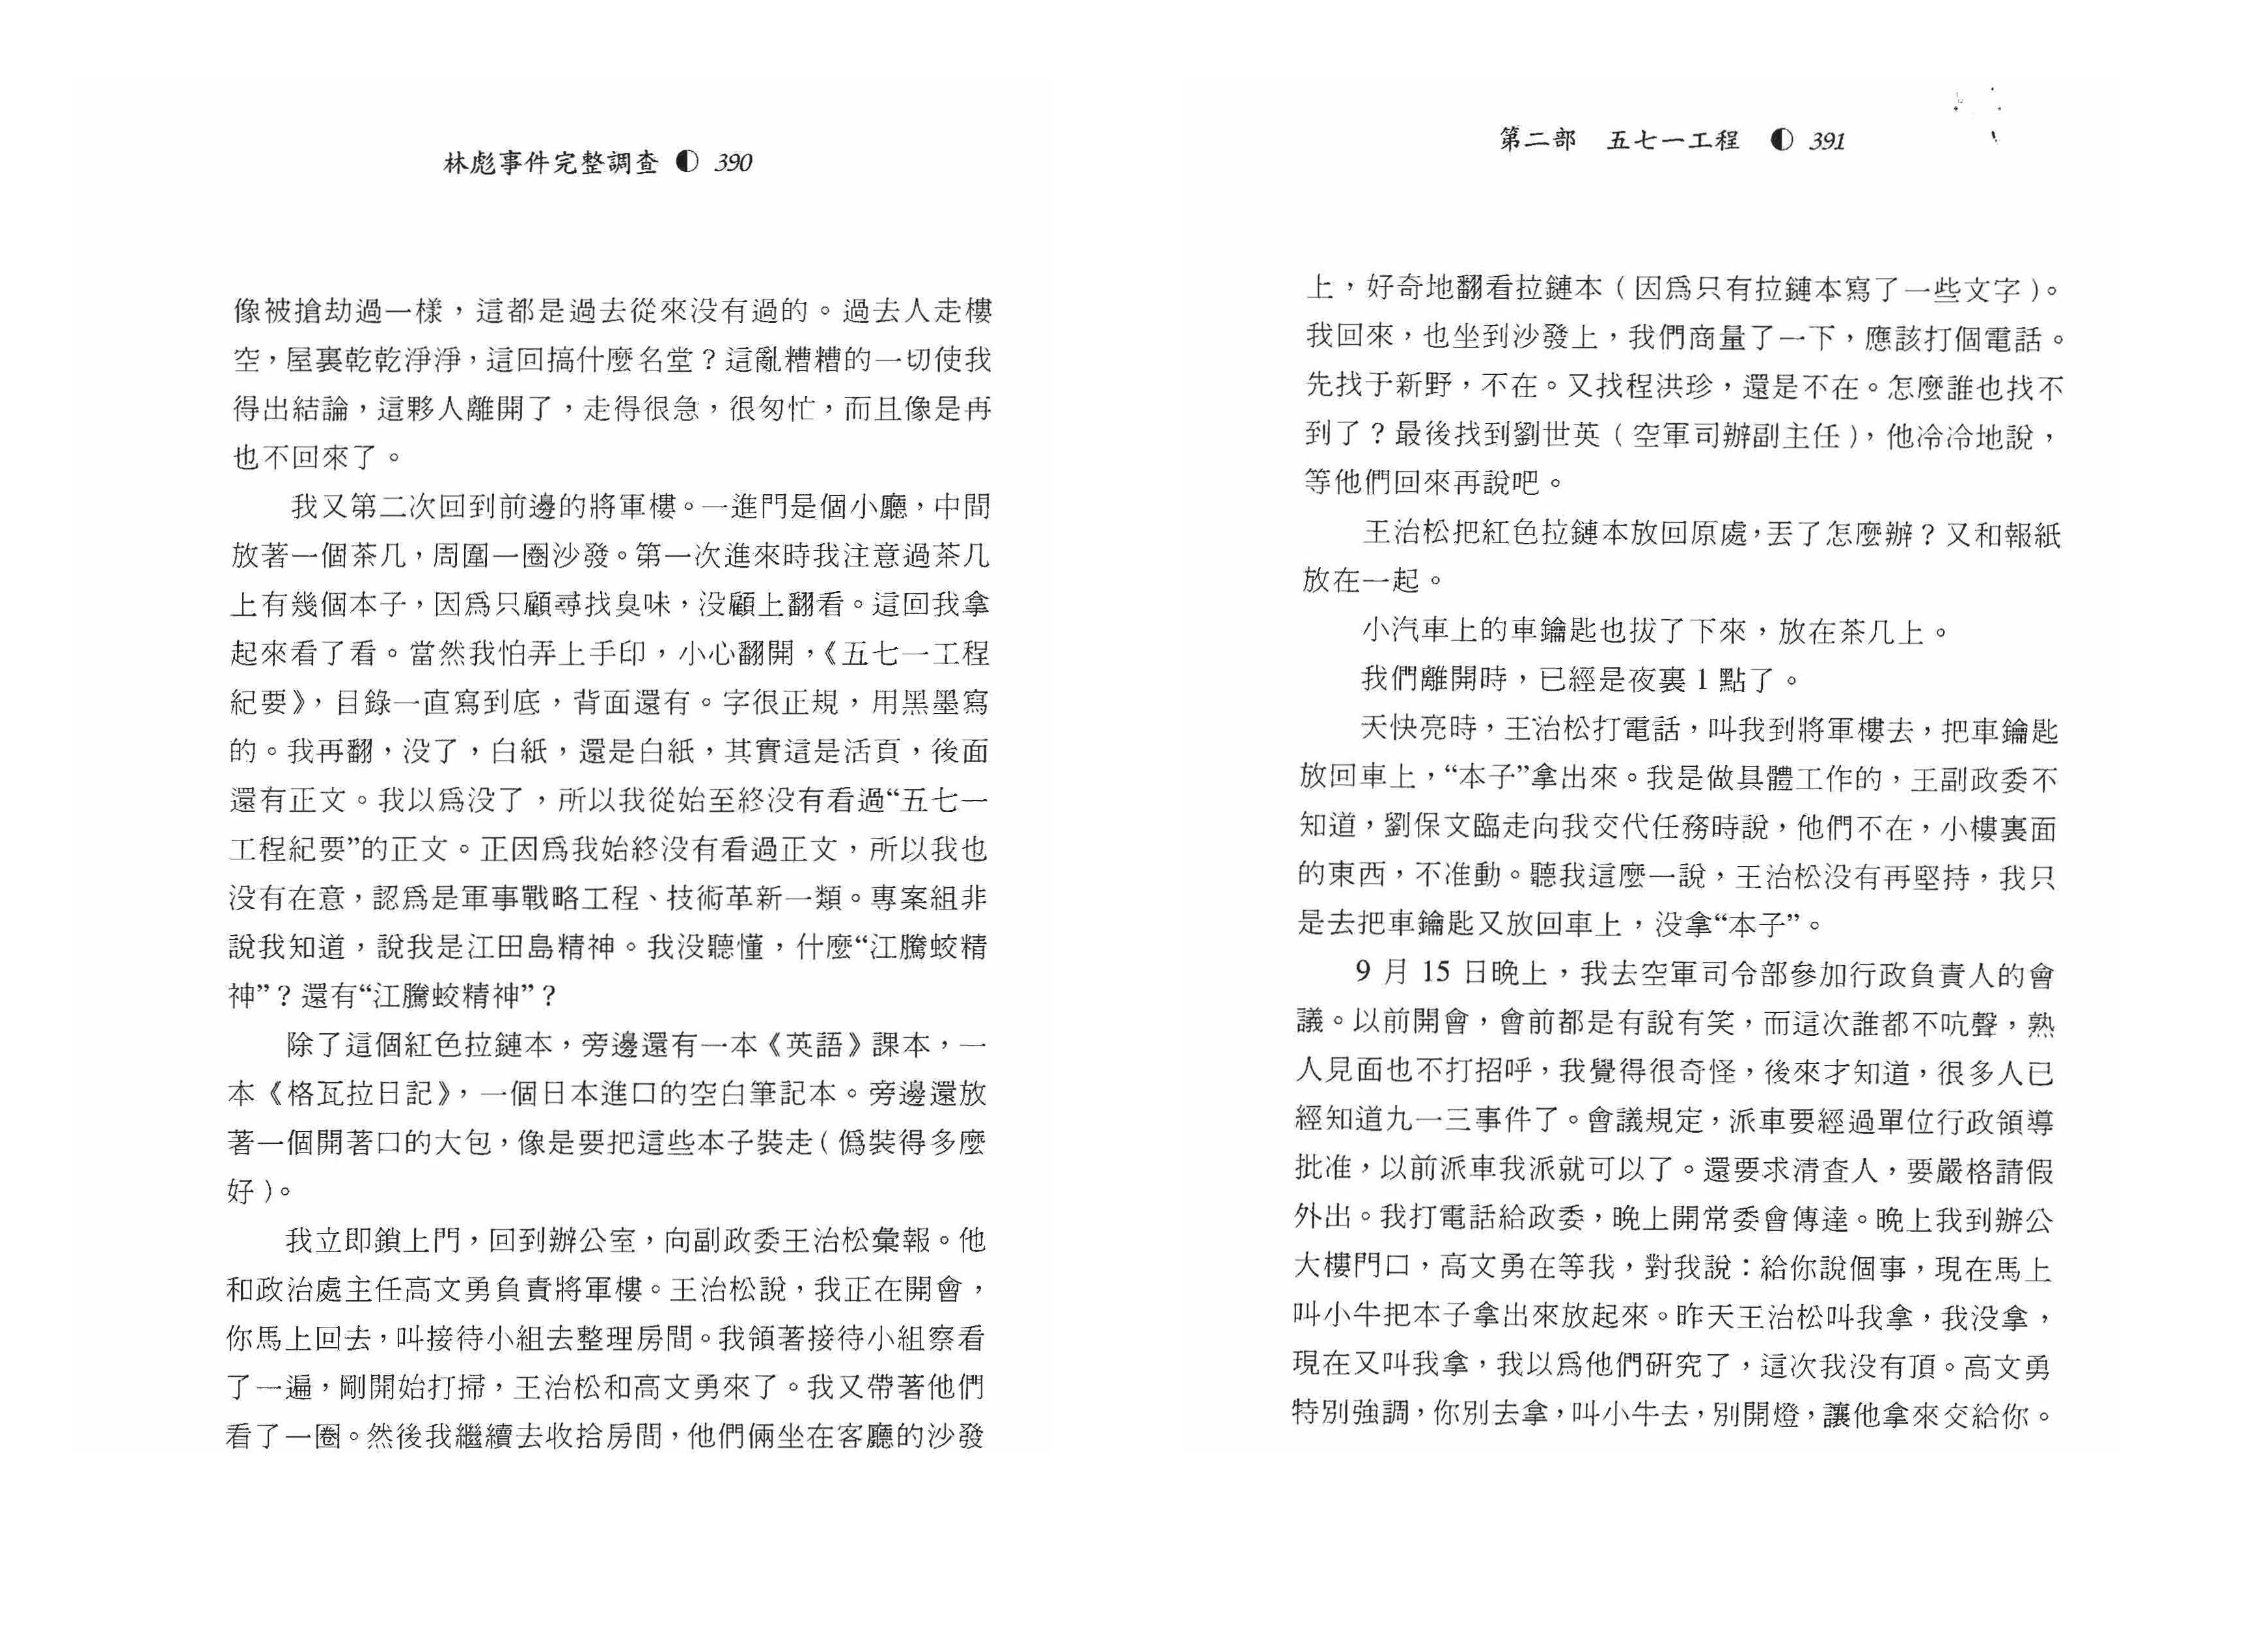 林彪事件完整調查 ◐ 390
像被搶劫過一樣，這都是過去從來没有過的。過去人走樓
空，屋裏乾乾淨淨，這回搞什麼名堂？這亂糟糟的一切使我
得出結論，這夥人離開了，走得很急，很匆忙，而且像是再
也不回來了。
我又第二次回到前邊的將軍樓。一進門是個小廳，中間
放著一個茶几，周圍一圈沙發。第一次進來時我注意過茶几
上有幾個本子，因爲只顧尋找臭味，没顧上翻看。這回我拿
起來看了看。當然我怕弄上手印，小心翻開，《五七一工程
紀要》，目錄一直寫到底，背面還有。字很正規，用黑墨寫
的。我再翻，没了，白紙，還是白紙，其實這是活頁，後面
還有正文。我以爲没了，所以我從始至終没有看過“五七一
工程紀要”的正文。正因爲我始終没有看過正文，所以我也
没有在意，認爲是軍事戰略工程、技術革新一類。專案組非
說我知道，說我是江田島精神。我没聽懂，什麼“江騰蛟精
神”？還有“江騰蛟精神”？
除了這個紅色拉鏈本，旁邊還有一本《英語》課本，一
本《格瓦拉日記》，一個日本進口的空白筆記本。旁邊還放
著一個開著口的大包，像是要把這些本子裝走（僞裝得多麼
好）。
我立即鎖上門，回到辦公室，向副政委王治松彙報。他
和政治處主任高文勇負責將軍樓。王治松說，我正在開會，
你馬上回去，叫接待小組去整理房間。我領著接待小組察看
了一遍，剛開始打掃，王治松和高文勇來了。我又帶著他們
看了一圈。然後我繼續去收拾房間，他們倆坐在客廳的沙發
第二部 五七一工程 ◐ 391
上，好奇地翻看拉鏈本（因爲只有拉鏈本寫了一些文字）。
我回來，也坐到沙發上，我們商量了一下，應該打個電話。
先找于新野，不在。又找程洪珍，還是不在。怎麼誰也找不
到了？最後找到劉世英（空軍司辦副主任），他冷冷地說，
等他們回來再說吧。
王治松把紅色拉鏈本放回原處，丟了怎麼辦？又和報紙
放在一起。
小汽車上的車鑰匙也拔了下來，放在茶几上。
我們離開時，已經是夜裏 1 點了。
天快亮時，王治松打電話，叫我到將軍樓去，把車鑰匙
放回車上，“本子”拿出來。我是做具體工作的，王副政委不
知道，劉保文臨走向我交代任務時說，他們不在，小樓裏面
的東西，不准動。聽我這麼一說，王治松没有再堅持，我只
是去把車鑰匙又放回車上，没拿“本子”。
9 月 15 日晚上，我去空軍司令部參加行政負責人的會
議。以前開會，會前都是有說有笑，而這次誰都不吭聲，熟
人見面也不打招呼，我覺得很奇怪，後來才知道，很多人已
經知道九一三事件了。會議規定，派車要經過單位行政領導
批准，以前派車我派就可以了。還要求清查人，要嚴格請假
外出。我打電話給政委，晚上開常委會傳達。晚上我到辦公
大樓門口，高文勇在等我，對我說：給你說個事，現在馬上
叫小牛把本子拿出來放起來。昨天王治松叫我拿，我没拿，
現在又叫我拿，我以爲他們研究了，這次我没有頂。高文勇
特別強調，你別去拿，叫小牛去，別開燈，讓他拿來交給你。